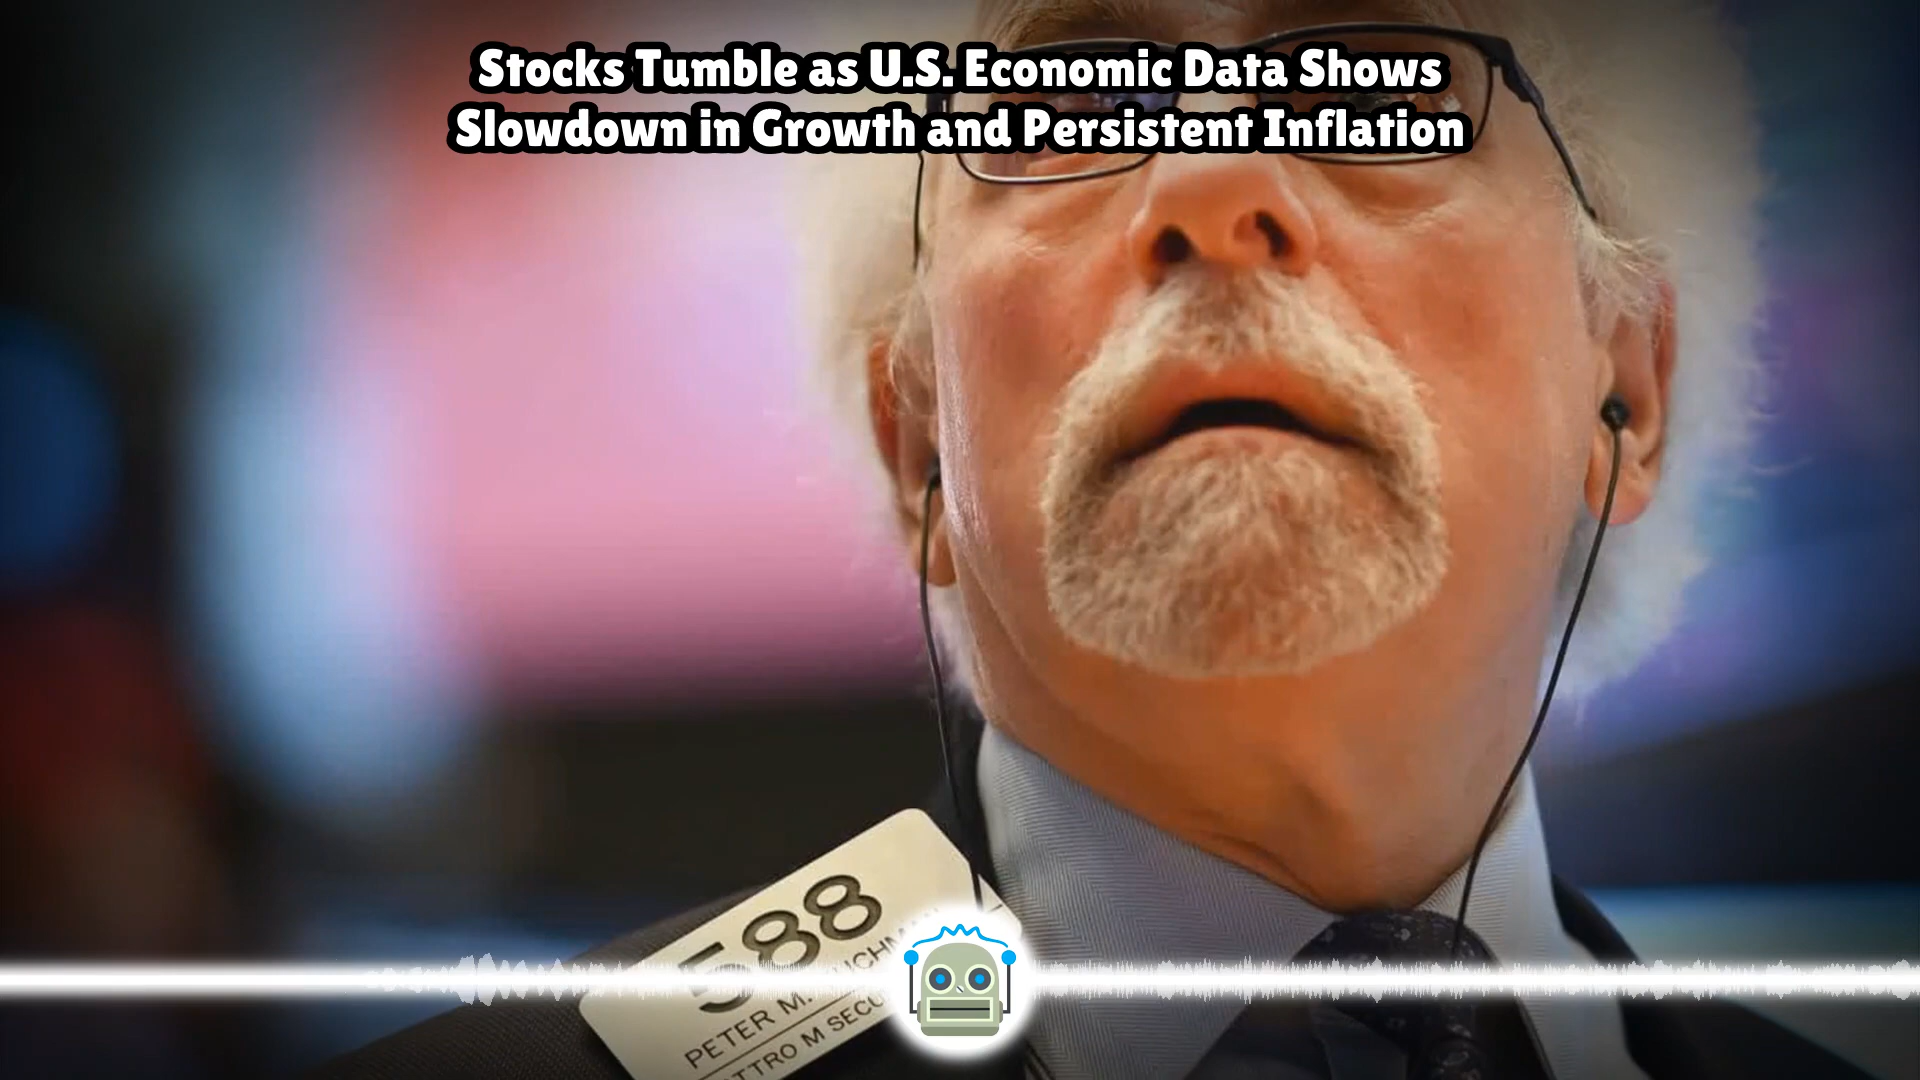 Stocks Tumble as U.S. Economic Data Shows
Slowdown in Growth and Persistent Inflation
588
PETER M.